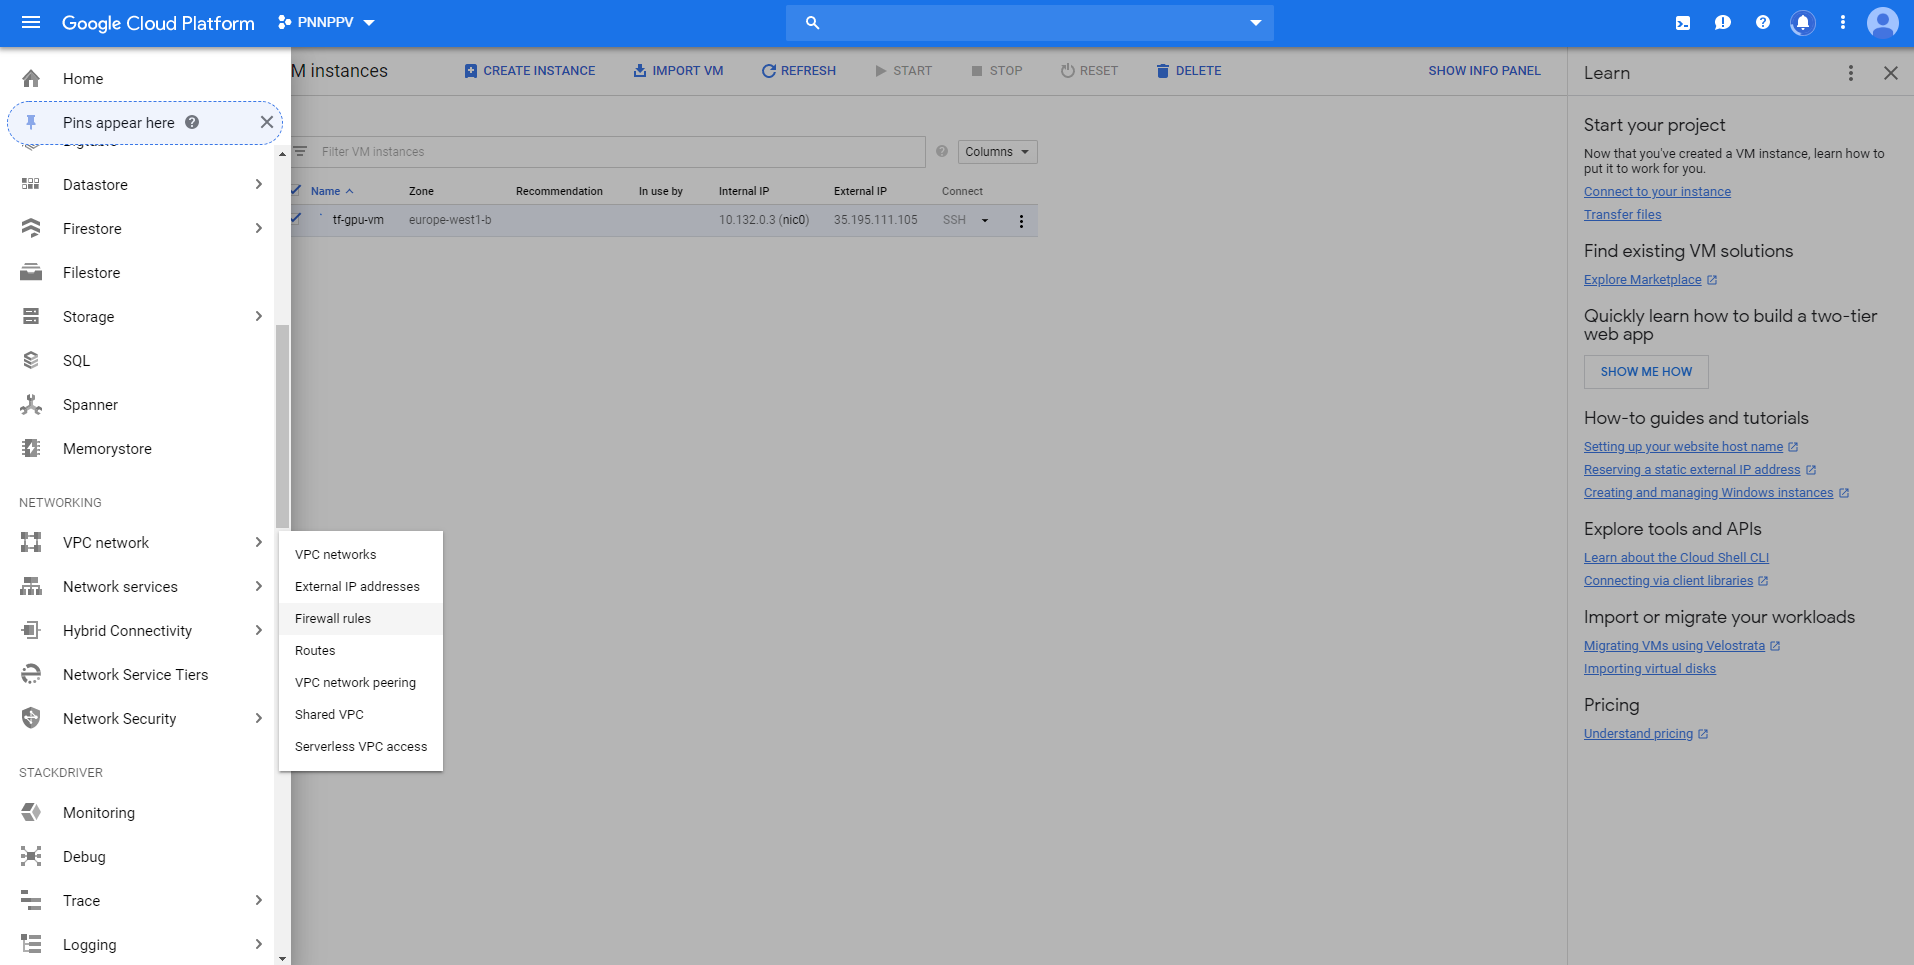 Google Cloud Platform
PNNPPV
Home
Pins appear here
Datastore
Firestore
Filestore
Storage
SQL
Spanner
Memorystore
NETWORKING
VPC network
Network services
Hybrid Connectivity
Network Service Tiers
Network Security
STACKDRIVER
Monitoring
Debug
Trace
Logging
VPC networks
External IP addresses
Firewall rules
Routes
VPC network peering
Shared VPC
Serverless VPC access
M instances
CREATE INSTANCE
IMPORT VM
REFRESH
START
STOP
RESET
DELETE
SHOW INFO PANEL
Filter VM instances
Columns
Name Zone Recommendation In use by Internal IP External IP Connect
tf-gpu-vm europe-west1-b 10.132.0.3 (nic0) 35.195.111.105 SSH
Learn
Start your project
Now that you've created a VM instance, learn how to
put it to work for you.
Connect to your instance
Transfer files
Find existing VM solutions
Explore Marketplace
Quickly learn how to build a two-tier
web app
SHOW ME HOW
How-to guides and tutorials
Setting up your website host name
Reserving a static external IP address
Creating and managing Windows instances
Explore tools and APIs
Learn about the Cloud Shell CLI
Connecting via client libraries
Import or migrate your workloads
Migrating VMs using Velostrata
Importing virtual disks
Pricing
Understand pricing